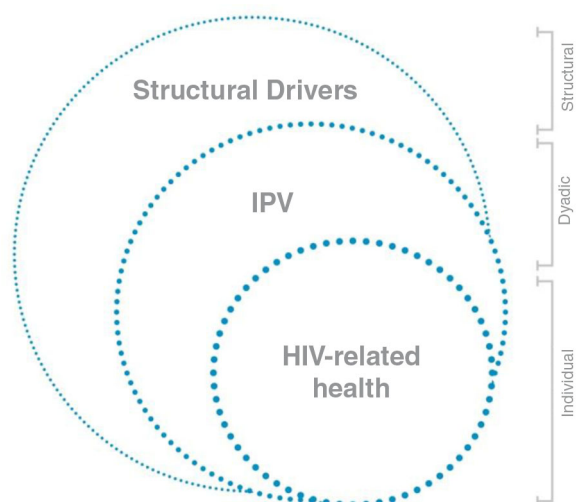 Structural Drivers
IPV
HIV-related
health
Structural
Dyadic
Individual